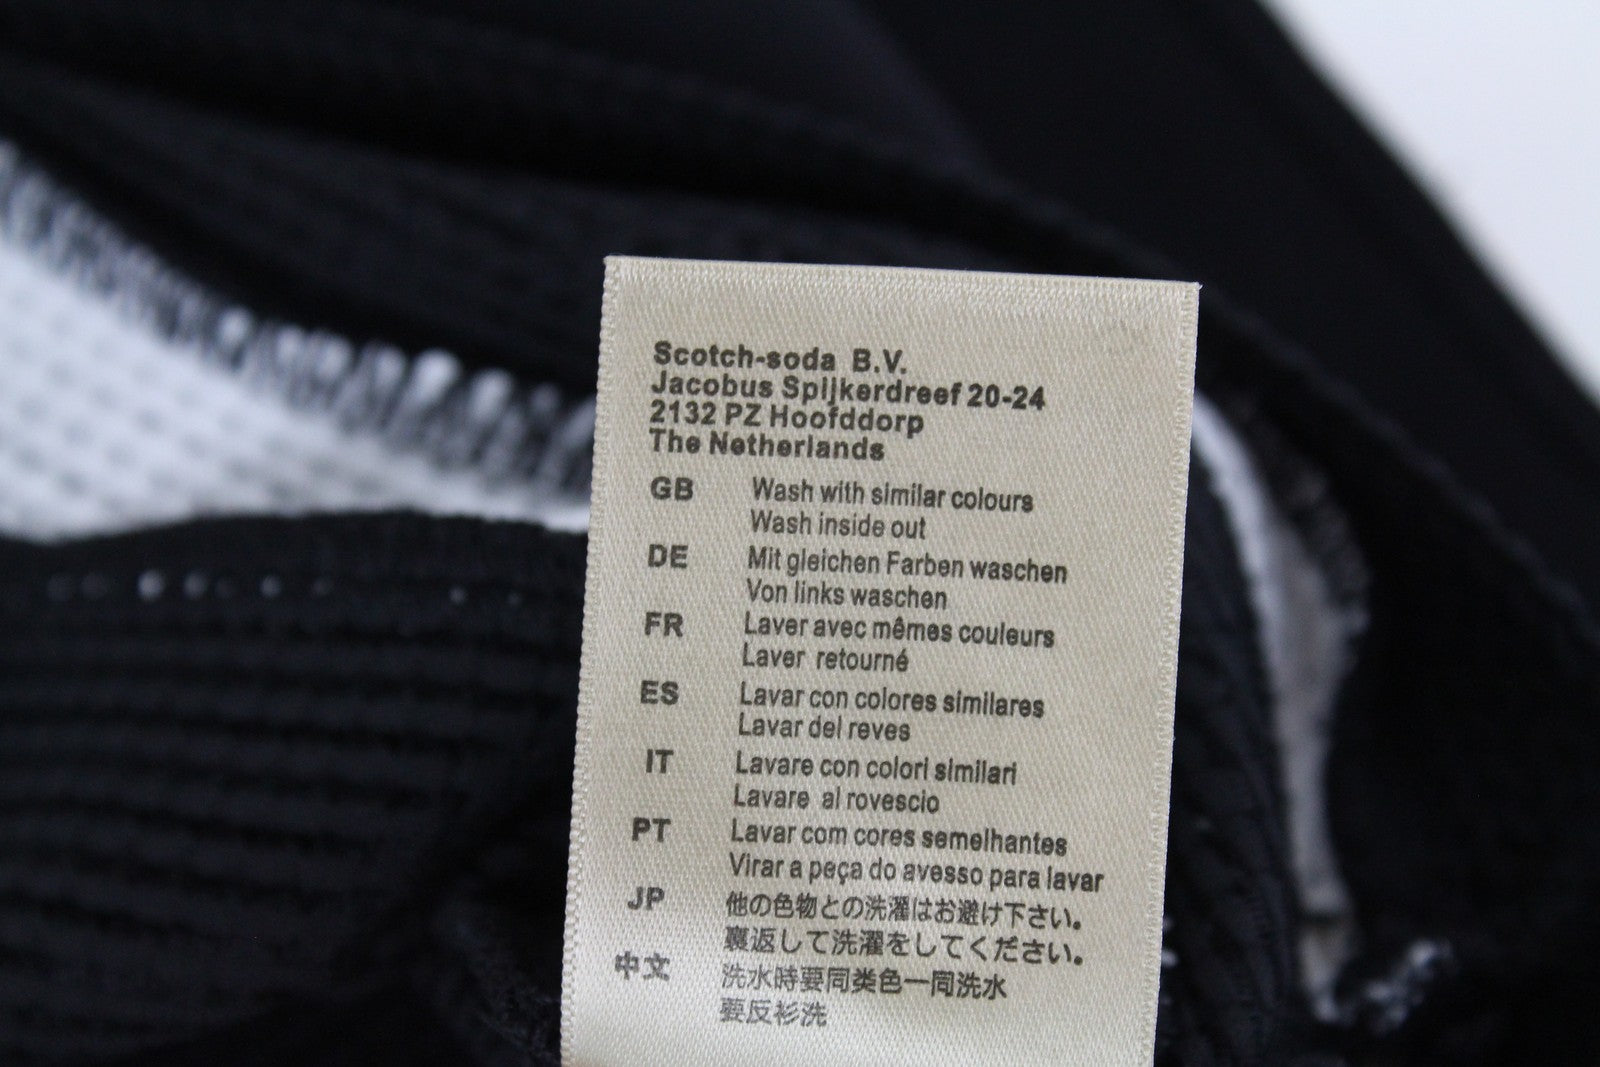 Scotch-soda B.V.
Jacobus Spijkerdreef 20-24
2132 PZ Hoofddorp
The Netherlands
GB Wash with similar colours
Wash inside out
DE Mit gleichen Farben waschen
Von links waschen
FR Laver avec mêmes couleurs
Laver retourné
ES Lavar con colores similares
Lavar del reves
IT Lavare con colori similari
Lavare al rovescio
PT Lavar com cores semelhantes
Virar a peça do avesso para lavar
JP 他の色物との洗濯はお避け下さい。
裏返して洗濯をしてください。
中文 洗水時要同类色一同洗水
要反衫洗